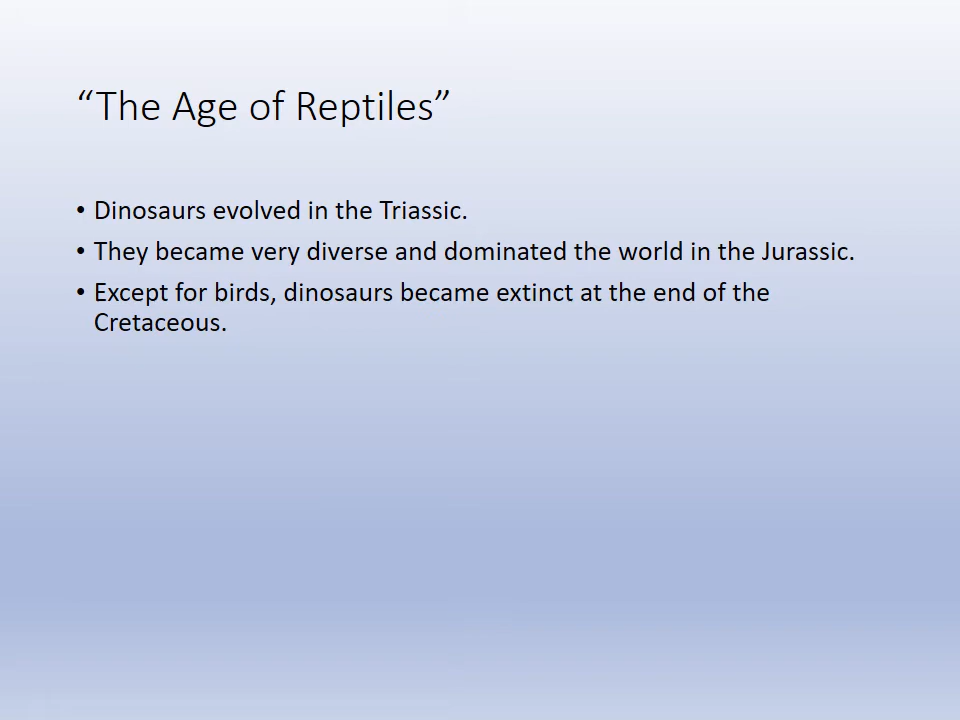 “The Age of Reptiles”
• Dinosaurs evolved in the Triassic.
• They became very diverse and dominated the world in the Jurassic.
• Except for birds, dinosaurs became extinct at the end of the
Cretaceous.